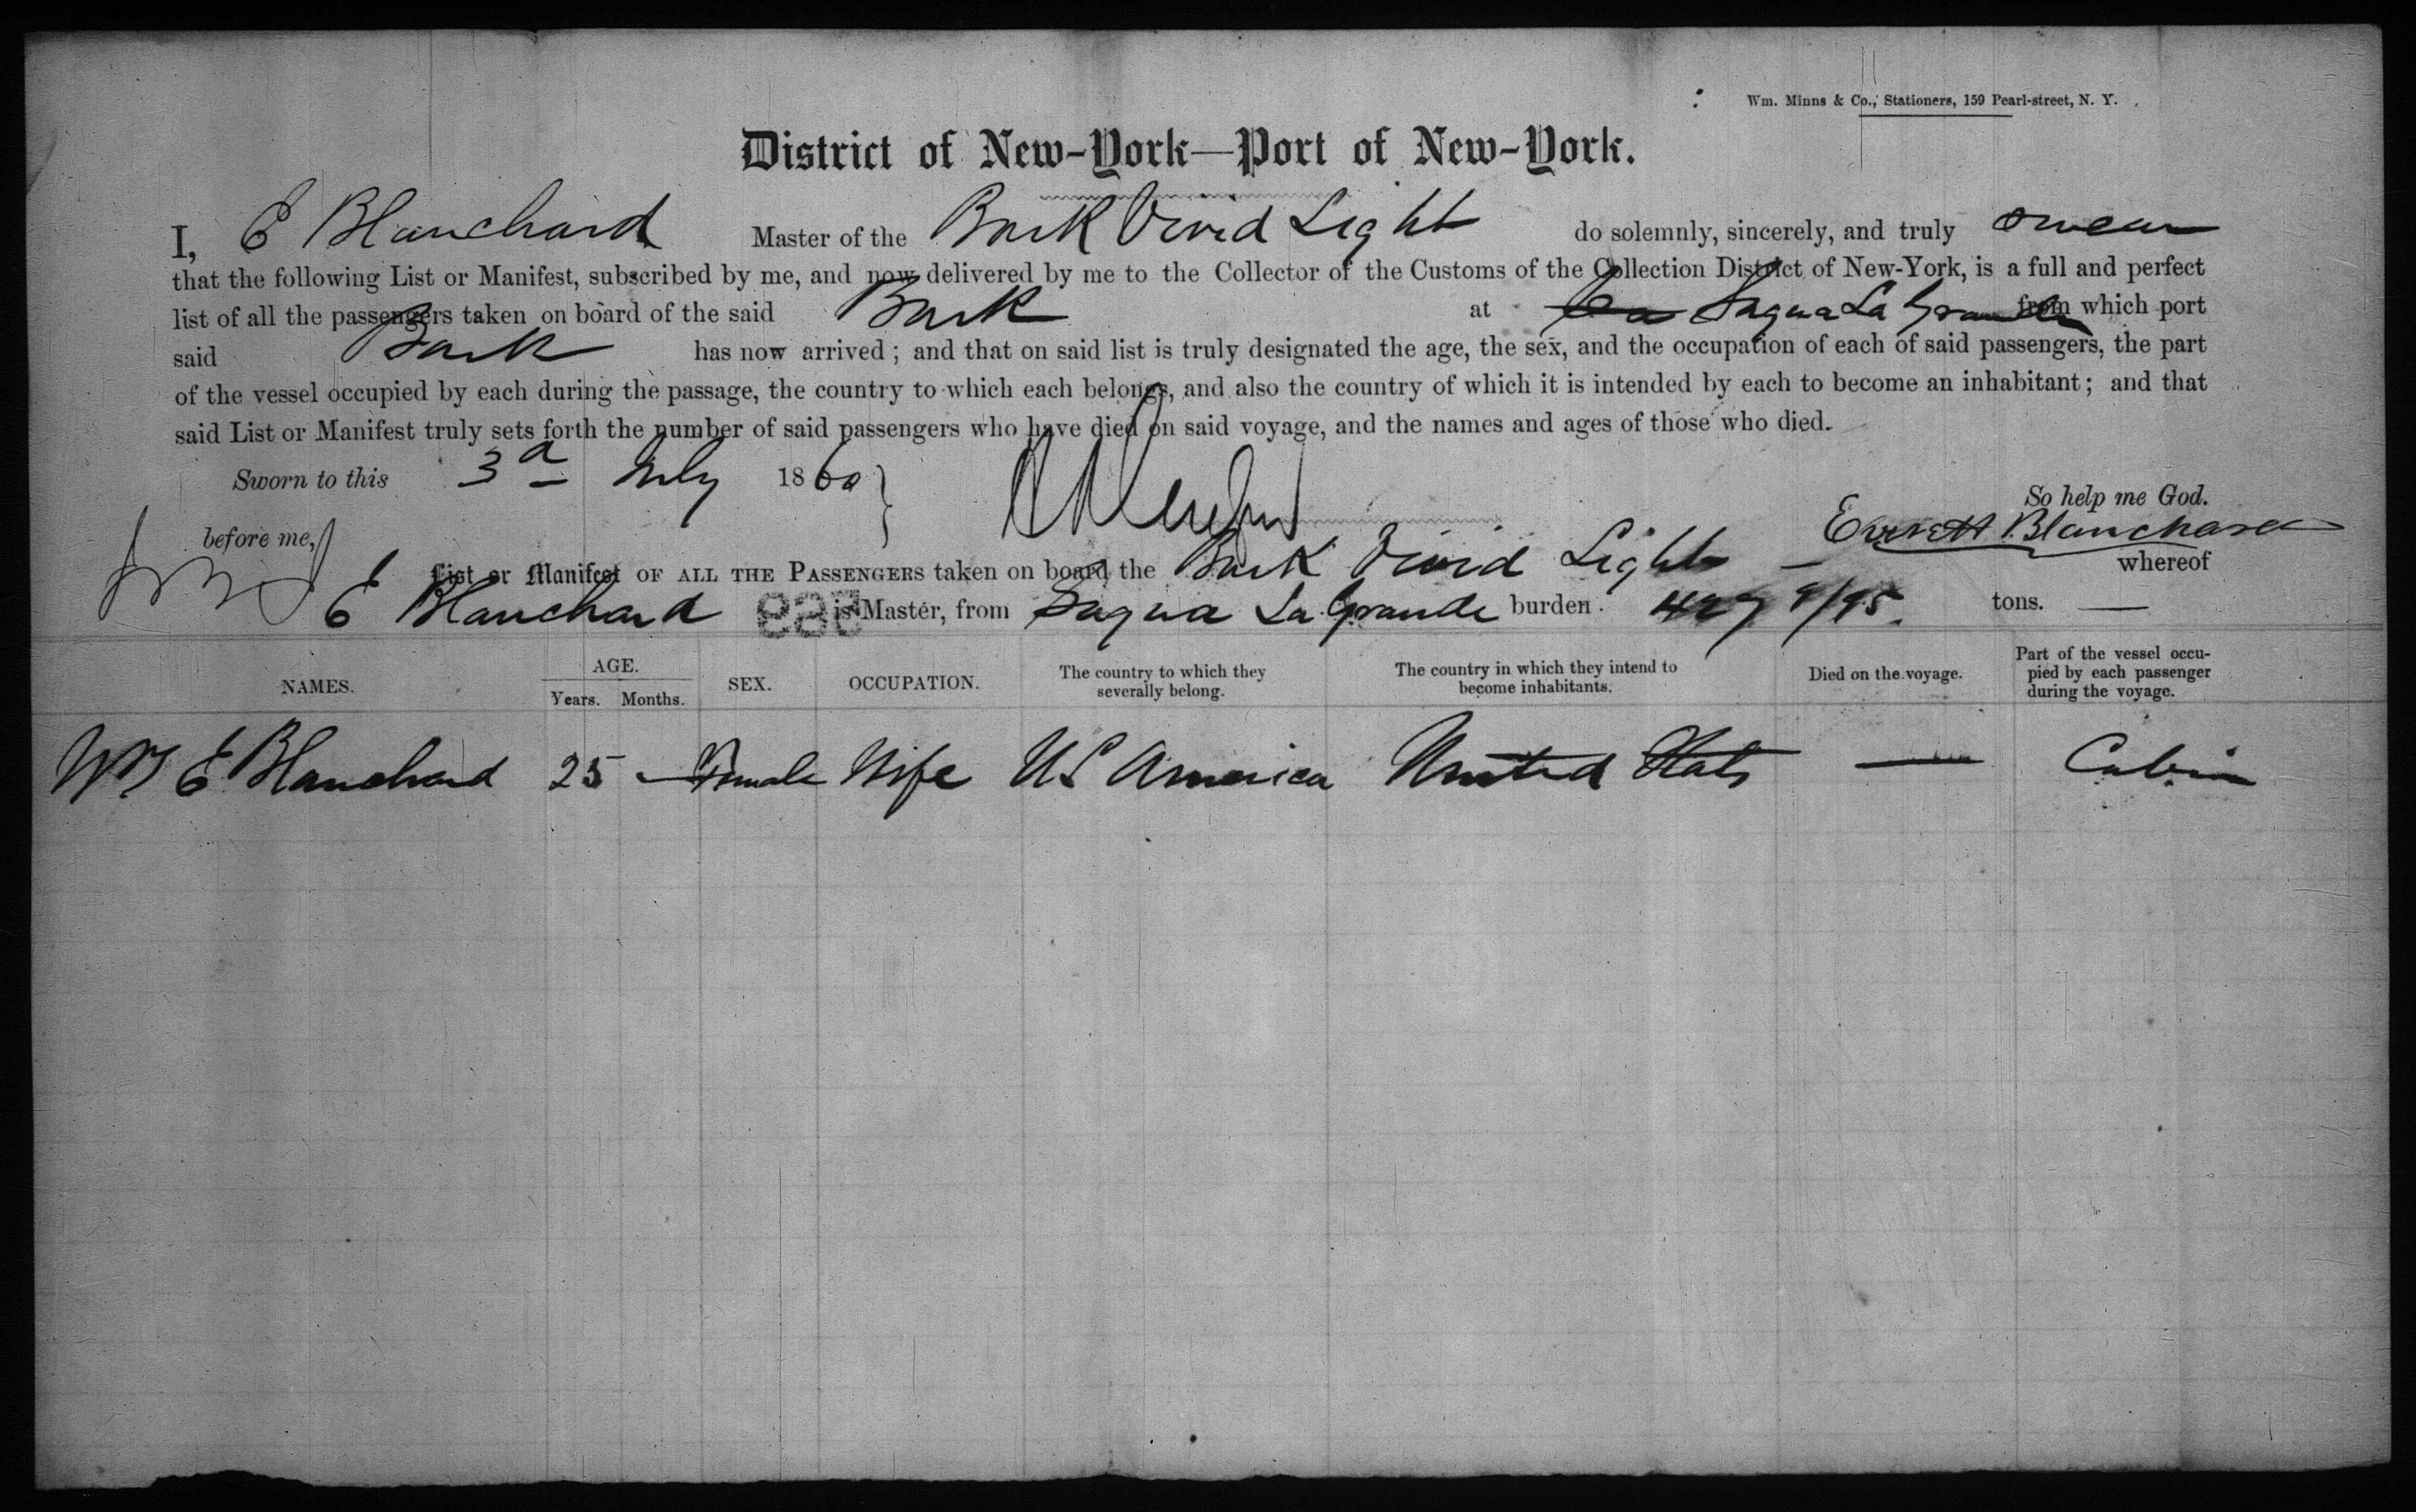 Wm. Minns & Co., Stationers, 159 Pearl-street, N. Y.
District of New-York—Port of New-York.
I, E Blanchard Master of the Bark Vivid Light do solemnly, sincerely, and truly swear
that the following List or Manifest, subscribed by me, and now delivered by me to the Collector of the Customs of the Collection District of New-York, is a full and perfect
list of all the passengers taken on board of the said Bark at Sagua La Grande from which port
said Bark has now arrived; and that on said list is truly designated the age, the sex, and the occupation of each of said passengers, the part
of the vessel occupied by each during the passage, the country to which each belongs, and also the country of which it is intended by each to become an inhabitant; and that
said List or Manifest truly sets forth the number of said passengers who have died on said voyage, and the names and ages of those who died.
Sworn to this 3d July 1860
So help me God.
before me,
Everett Blanchard
List or Manifest OF ALL THE PASSENGERS taken on board the Bark Vivid Light whereof
E Blanchard is Master, from Sagua La Grande burden 427 9/95 tons.
NAMES. AGE. Years. Months. SEX. OCCUPATION. The country to which they severally belong. The country in which they intend to become inhabitants. Died on the voyage. Part of the vessel occupied by each passenger during the voyage.
E Blanchard 25 — Female Wife US America United States — Cabin